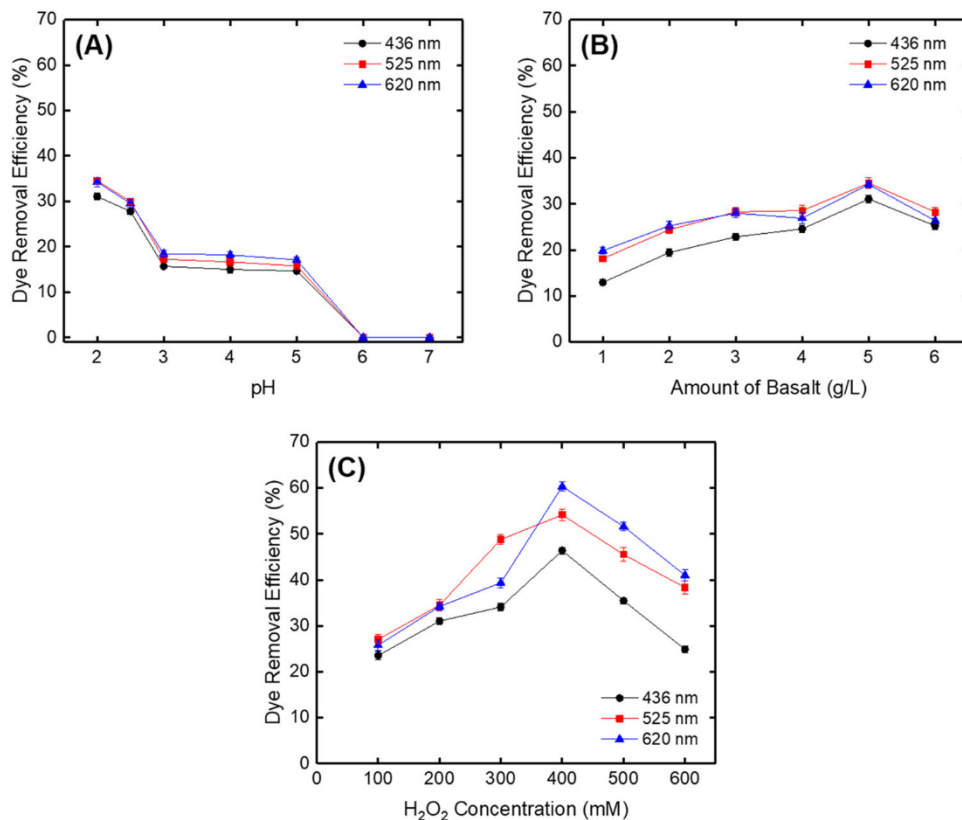 (A)
436 nm
525 nm
620 nm
Dye Removal Efficiency (%)
70
60
50
40
30
20
10
0
2 3 4 5 6 7
pH
(B)
436 nm
525 nm
620 nm
Dye Removal Efficiency (%)
70
60
50
40
30
20
10
0
1 2 3 4 5 6
Amount of Basalt (g/L)
(C)
Dye Removal Efficiency (%)
70
60
50
40
30
20
10
0
436 nm
525 nm
620 nm
0 100 200 300 400 500 600
H₂O₂ Concentration (mM)